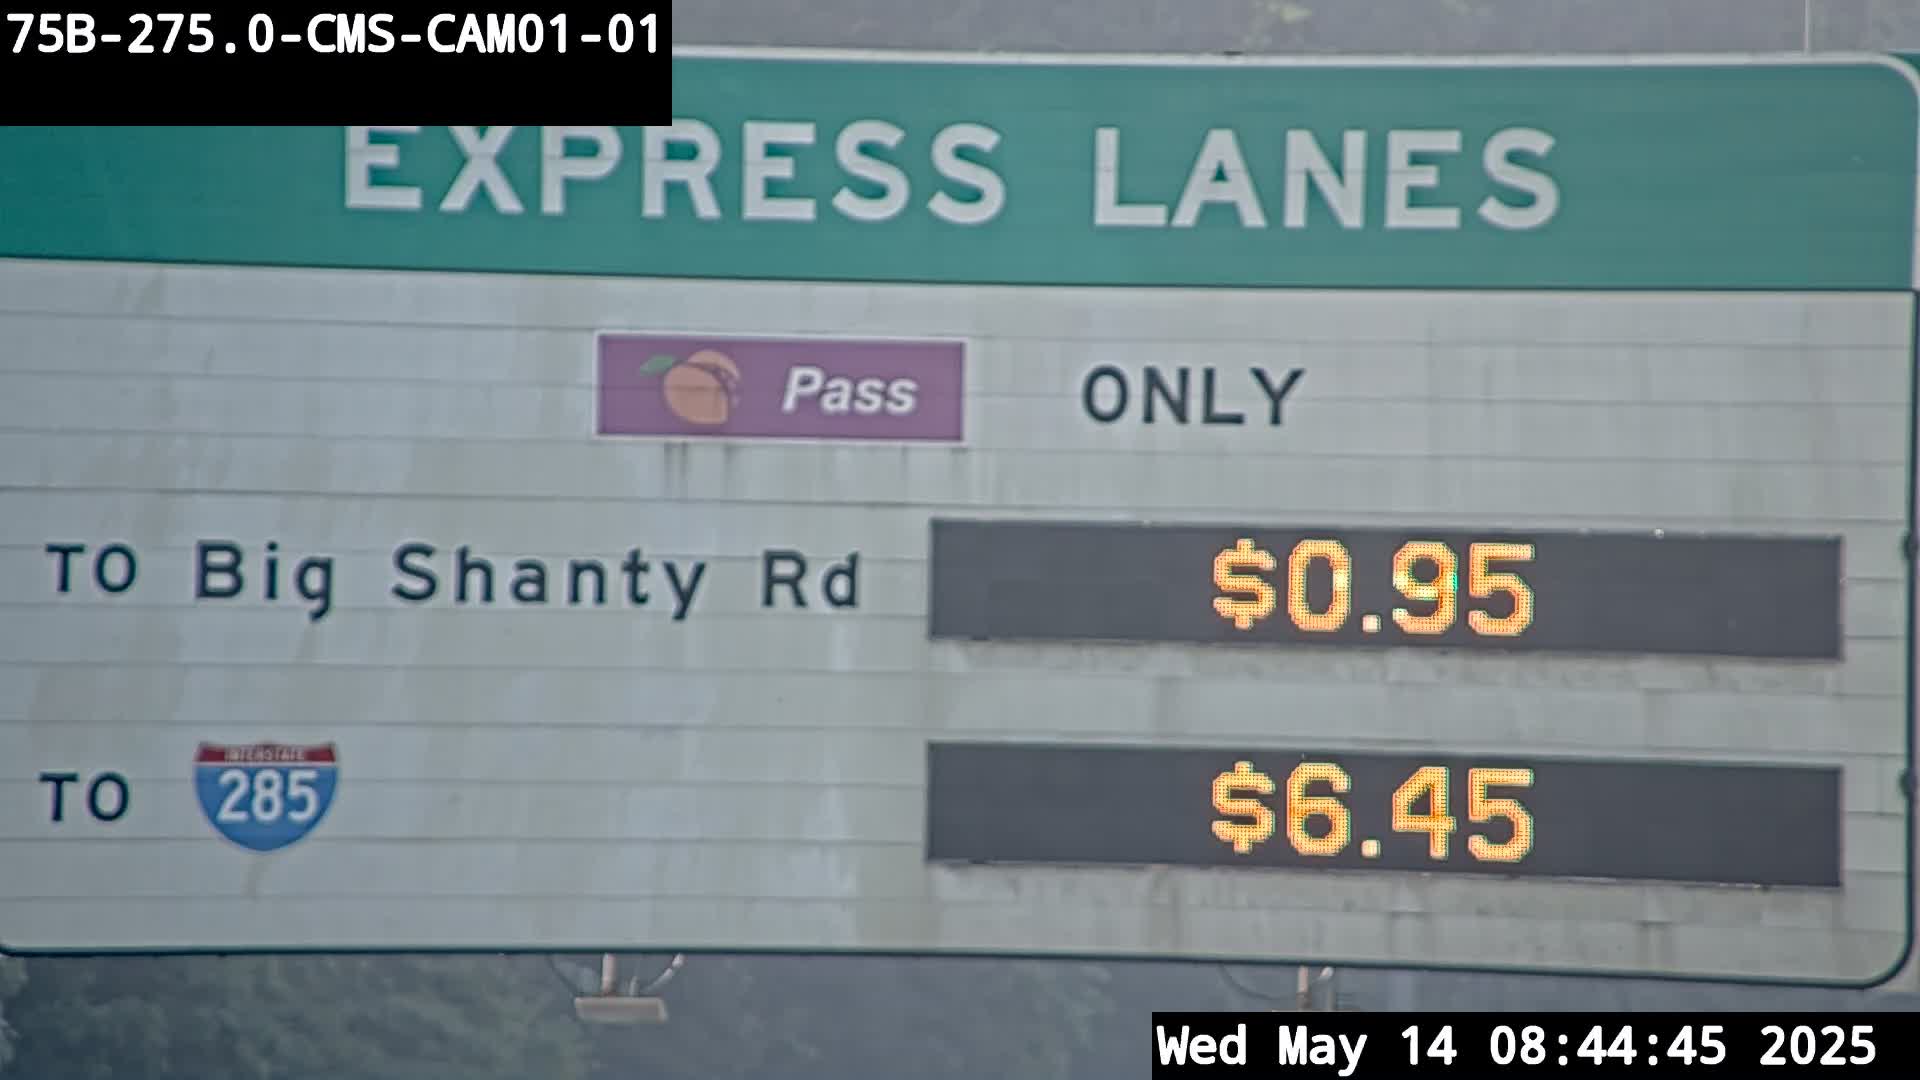 75B-275.0-CMS-CAM01-01
EXPRESS LANES
Pass ONLY
TO Big Shanty Rd $0.95
INTERSTATE
TO 285 $6.45
Wed May 14 08:44:45 2025